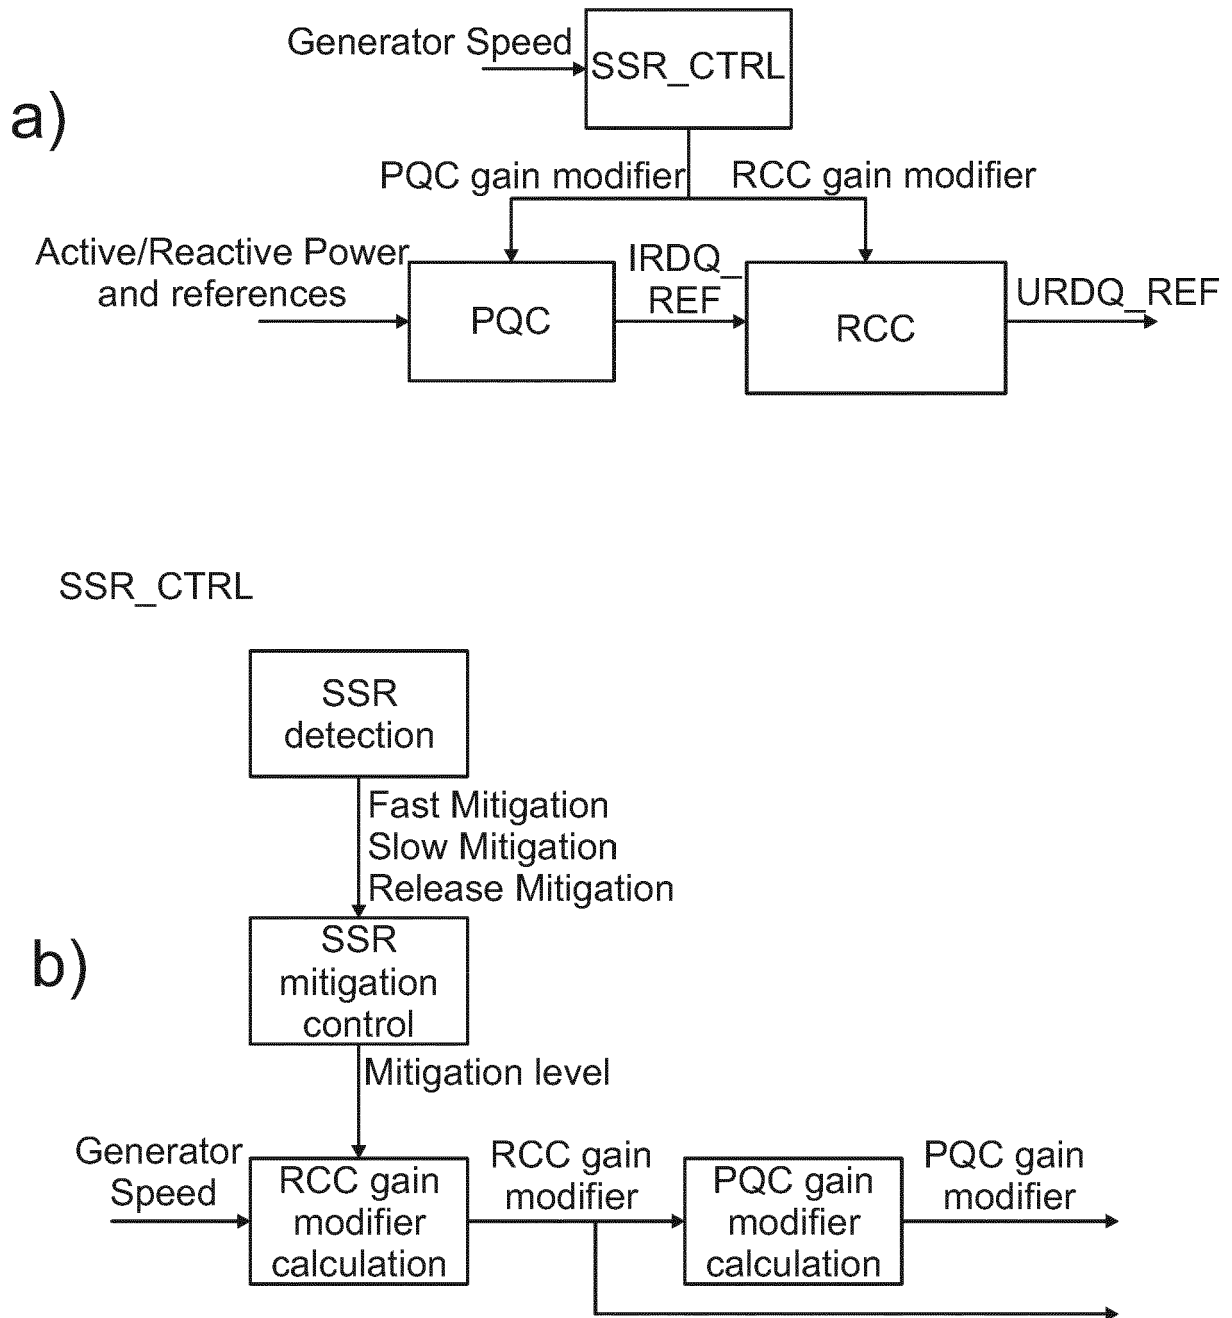 a)
Generator Speed
SSR_CTRL
PQC gain modifier
RCC gain modifier
Active/Reactive Power
and references
PQC
IRDQ_
REF
RCC
URDQ_REF
SSR_CTRL
b)
SSR
detection
Fast Mitigation
Slow Mitigation
Release Mitigation
SSR
mitigation
control
Mitigation level
Generator
Speed
RCC gain
modifier
calculation
RCC gain
modifier
PQC gain
modifier
calculation
PQC gain
modifier